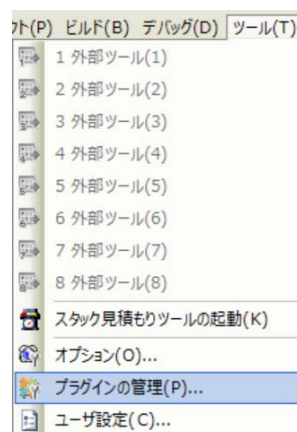 ト(P) ビルド(B) デバッグ(D) ツール(T)
1 外部ツール(1)
2 外部ツール(2)
3 外部ツール(3)
4 外部ツール(4)
5 外部ツール(5)
6 外部ツール(6)
7 外部ツール(7)
8 外部ツール(8)
スタック見積もりツールの起動(K)
オプション(O)...
プラグインの管理(P)...
ユーザ設定(C)...